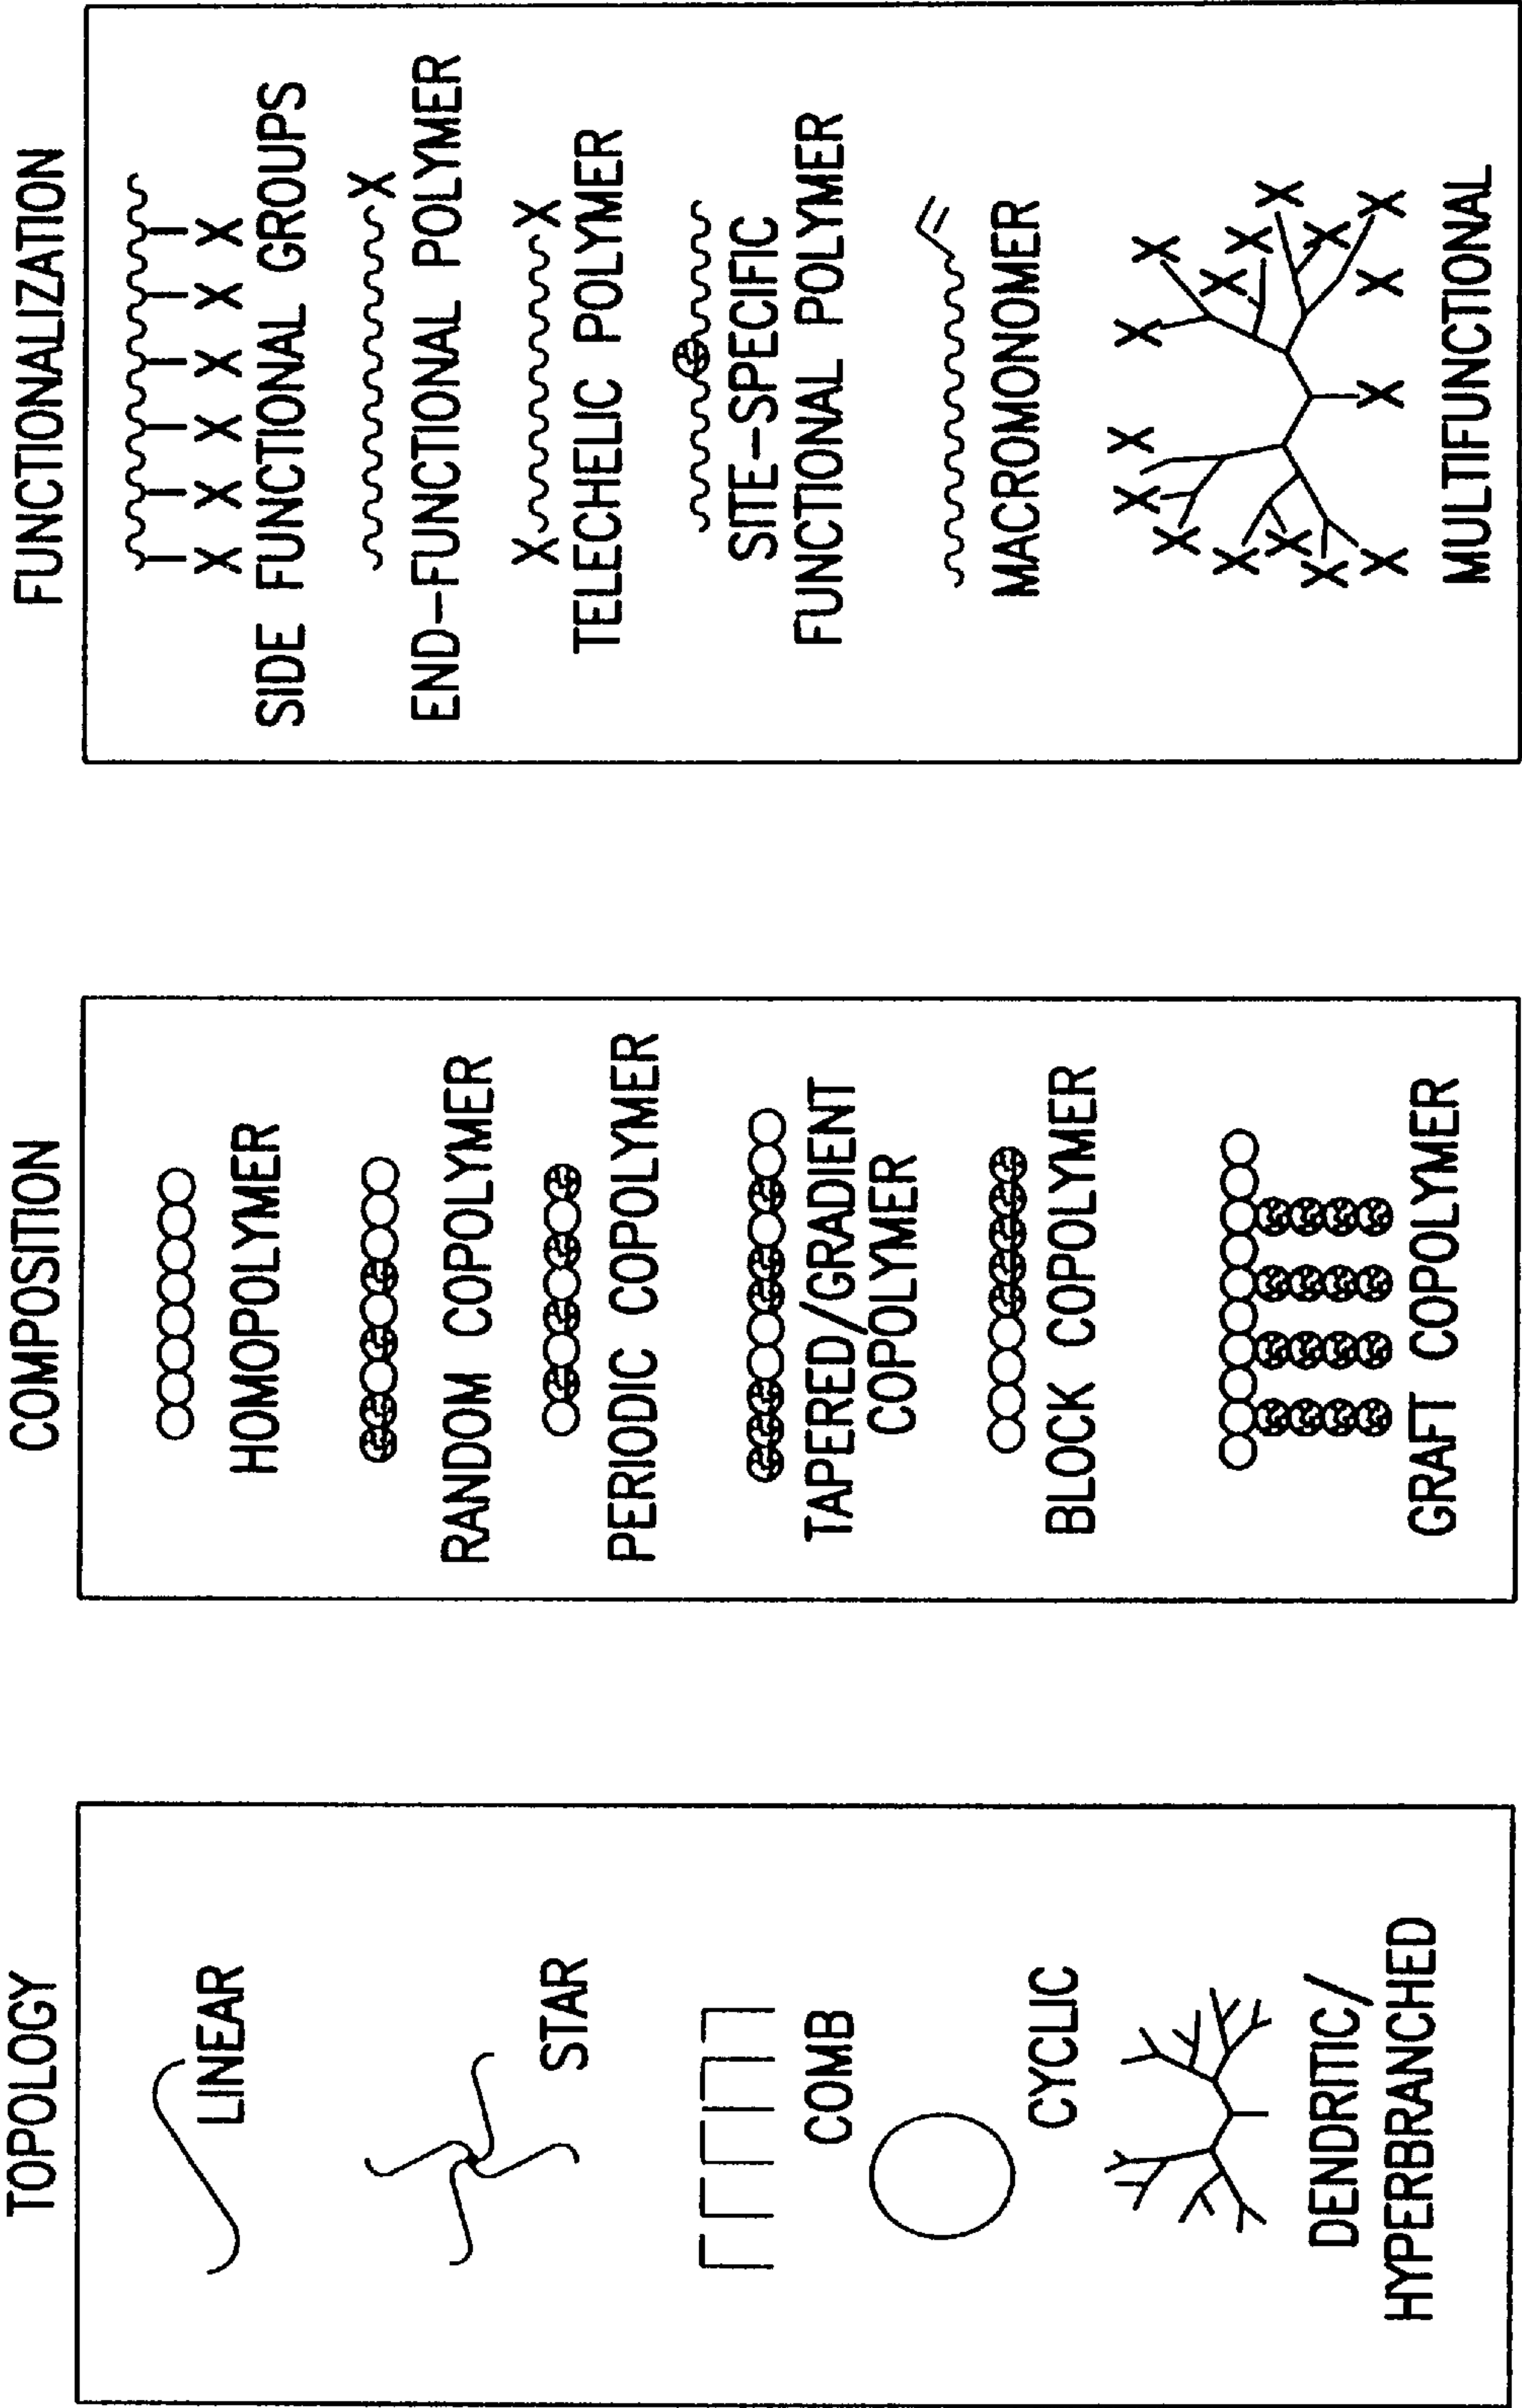 TOPOLOGY
LINEAR
STAR
COMB
CYCLIC
DENDRITIC/
HYPERBRANCHED
COMPOSITION
HOMOPOLYMER
RANDOM COPOLYMER
PERIODIC COPOLYMER
TAPERED/GRADIENT
COPOLYMER
BLOCK COPOLYMER
GRAFT COPOLYMER
FUNCTIONALIZATION
X X X X X X
SIDE FUNCTIONAL GROUPS
X
END-FUNCTIONAL POLYMER
X X
TELECHELIC POLYMER
SITE-SPECIFIC
FUNCTIONAL POLYMER
MACROMONOMER
X X X X X X X X X X X X X X X X
MULTIFUNCTIONAL